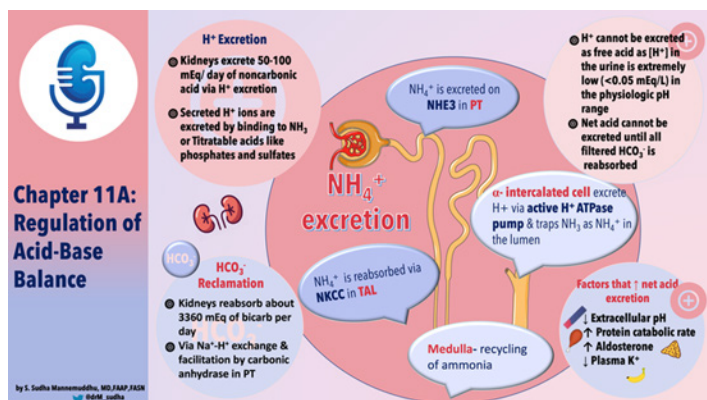 Chapter 11A:
Regulation of
Acid-Base
Balance
by S. Sudha Mannemuddhu, MD,FAAP,FASN
@drM_sudha
H⁺ Excretion
Kidneys excrete 50-100
mEq/ day of noncarbonic
acid via H⁺ excretion
Secreted H⁺ ions are
excreted by binding to NH₃
or Titratable acids like
phosphates and sulfates
NH₄⁺ is excreted on
NHE3 in PT
H⁺ cannot be excreted
as free acid as [H⁺] in
the urine is extremely
low (<0.05 mEq/L) in
the physiologic pH
range
Net acid cannot be
excreted until all
filtered HCO₃⁻ is
reabsorbed
NH₄⁺
excretion
α- intercalated cell excrete
H+ via active H⁺ ATPase
pump & traps NH₃ as NH₄⁺ in
the lumen
HCO₃⁻
HCO₃⁻
Reclamation
Kidneys reabsorb about
3360 mEq of bicarb per
day
Via Na⁺-H⁺ exchange &
facilitation by carbonic
anhydrase in PT
NH₄⁺ is reabsorbed via
NKCC in TAL
Medulla- recycling
of ammonia
Factors that ↑ net acid
excretion
↓ Extracellular pH
↑ Protein catabolic rate
↑ Aldosterone
↓ Plasma K⁺